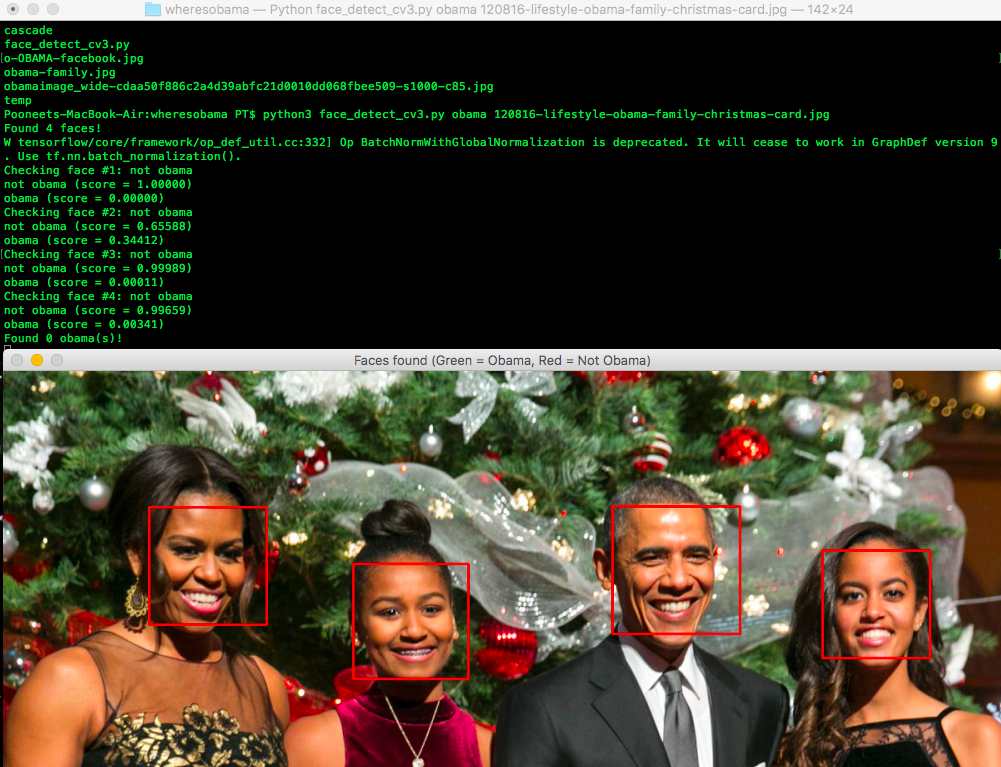 wheresobama — Python face_detect_cv3.py obama 120816-lifestyle-obama-family-christmas-card.jpg — 142×24
cascade
face_detect_cv3.py
[o-OBAMA-facebook.jpg ]
obama-family.jpg
obamaimage_wide-cdaa50f886c2a4d39abfc21d0010dd068fbee509-s1000-c85.jpg
temp
Pooneets-MacBook-Air:wheresobama PT$ python3 face_detect_cv3.py obama 120816-lifestyle-obama-family-christmas-card.jpg
Found 4 faces!
W tensorflow/core/framework/op_def_util.cc:332] Op BatchNormWithGlobalNormalization is deprecated. It will cease to work in GraphDef version 9
. Use tf.nn.batch_normalization().
Checking face #1: not obama
not obama (score = 1.00000)
obama (score = 0.00000)
Checking face #2: not obama
not obama (score = 0.65588)
obama (score = 0.34412)
[Checking face #3: not obama ]
not obama (score = 0.99989)
obama (score = 0.00011)
Checking face #4: not obama
not obama (score = 0.99659)
obama (score = 0.00341)
Found 0 obama(s)!
Faces found (Green = Obama, Red = Not Obama)